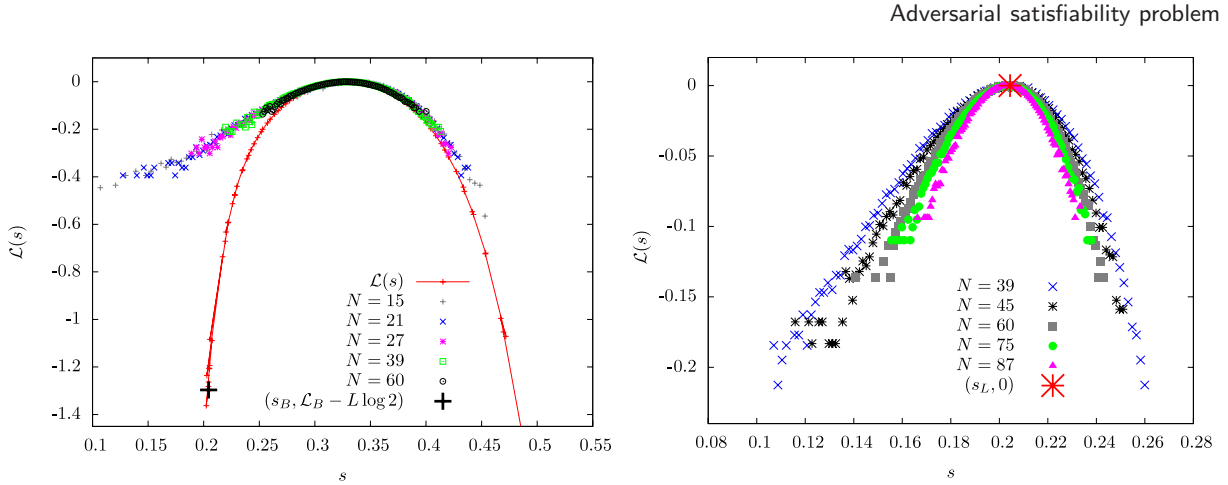 Adversarial satisfiability problem
0
-0.2
-0.4
-0.6
-0.8
-1
-1.2
-1.4
0.1 0.15 0.2 0.25 0.3 0.35 0.4 0.45 0.5 0.55
ℒ(s)
s
ℒ(s)
N = 15
N = 21
N = 27
N = 39
N = 60
(s_B, ℒ_B − L log 2)
0
-0.05
-0.1
-0.15
-0.2
0.08 0.1 0.12 0.14 0.16 0.18 0.2 0.22 0.24 0.26 0.28
ℒ(s)
s
N = 39
N = 45
N = 60
N = 75
N = 87
(s_L, 0)